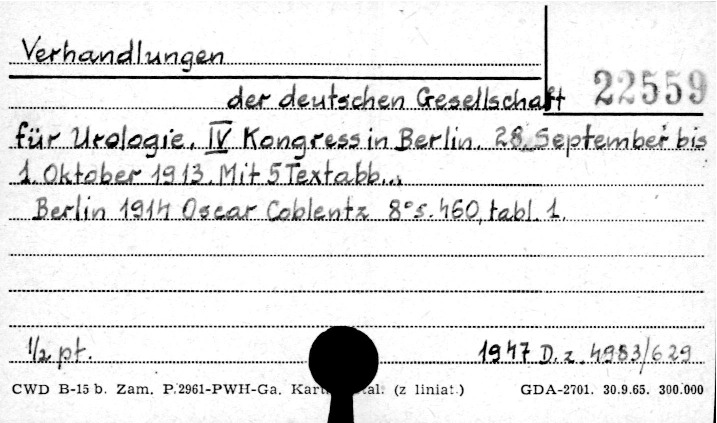 Verhandlungen
der deutschen Gesellschaft 22559
für Urologie. IV Kongress in Berlin. 28. September bis
1. Oktober 1913. Mit 5 Textabb..
Berlin 1914 Oscar Coblentz 8° s. 460, tabl. 1.
1/2 pt. 1947 D. z. 4983/629
CWD B-15 b. Zam. P. 2961-PWH-Ga. (z liniat.) GDA-2701. 30.9.65. 300.000